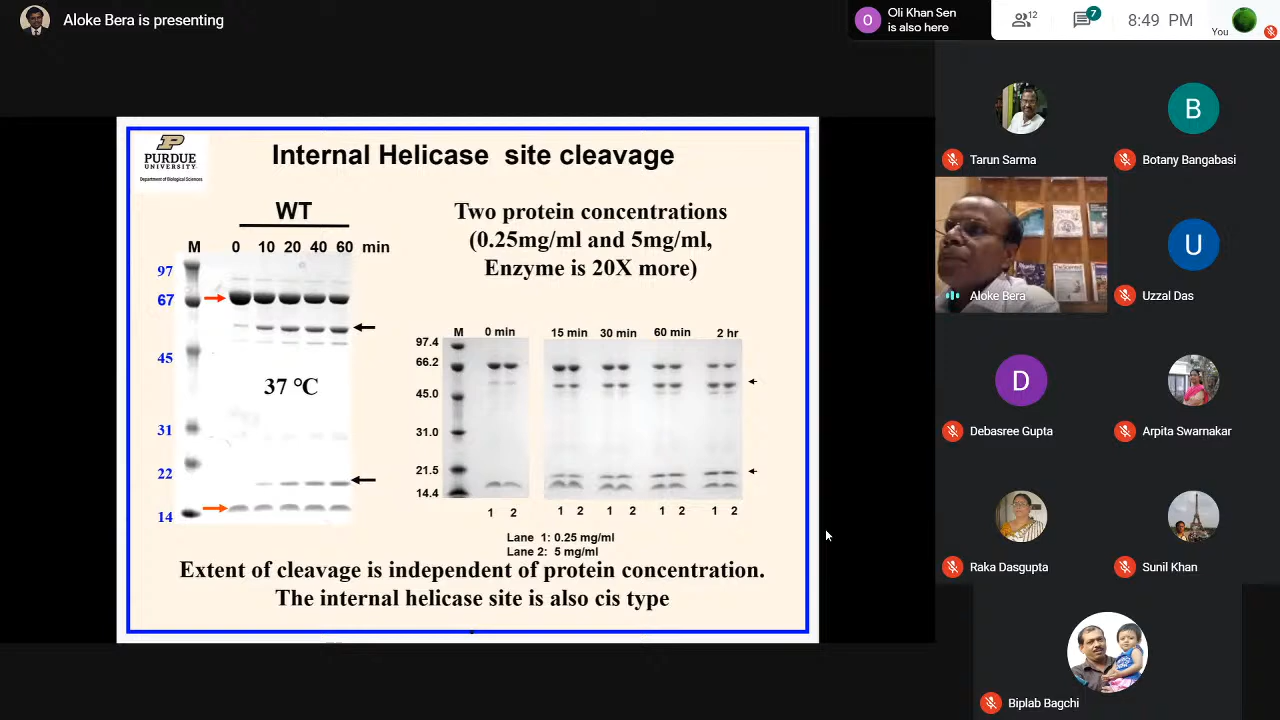 Aloke Bera is presenting
O
Oli Khan Sen
is also here
12
7
8:49 PM
You
PURDUE
UNIVERSITY
Department of Biological Sciences
Internal Helicase site cleavage
WT
M 0 10 20 40 60 min
97
67
45
31
22
14
37 °C
Two protein concentrations
(0.25mg/ml and 5mg/ml,
Enzyme is 20X more)
M 0 min 15 min 30 min 60 min 2 hr
97.4
66.2
45.0
31.0
21.5
14.4
1 2 1 2 1 2 1 2 1 2
Lane 1: 0.25 mg/ml
Lane 2: 5 mg/ml
Extent of cleavage is independent of protein concentration.
The internal helicase site is also cis type
Tarun Sarma
B
Botany Bangabasi
Aloke Bera
U
Uzzal Das
D
Debasree Gupta
Arpita Swarnakar
Raka Dasgupta
Sunil Khan
Biplab Bagchi